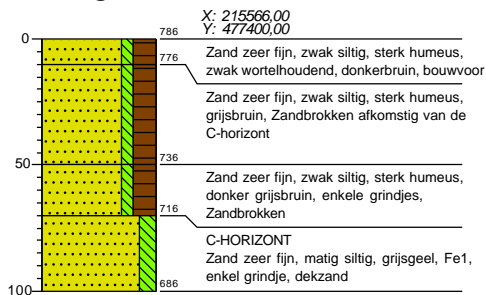 X: 215566,00
Y: 477400,00
0
786
Zand zeer fijn, zwak siltig, sterk humeus,
zwak wortelhoudend, donkerbruin, bouwvoor
776
Zand zeer fijn, zwak siltig, sterk humeus,
grijsbruin, Zandbrokken afkomstig van de
C-horizont
50
736
Zand zeer fijn, zwak siltig, sterk humeus,
donker grijsbruin, enkele grindjes,
Zandbrokken
716
C-HORIZONT
Zand zeer fijn, matig siltig, grijsgeel, Fe1,
enkel grindje, dekzand
100
686